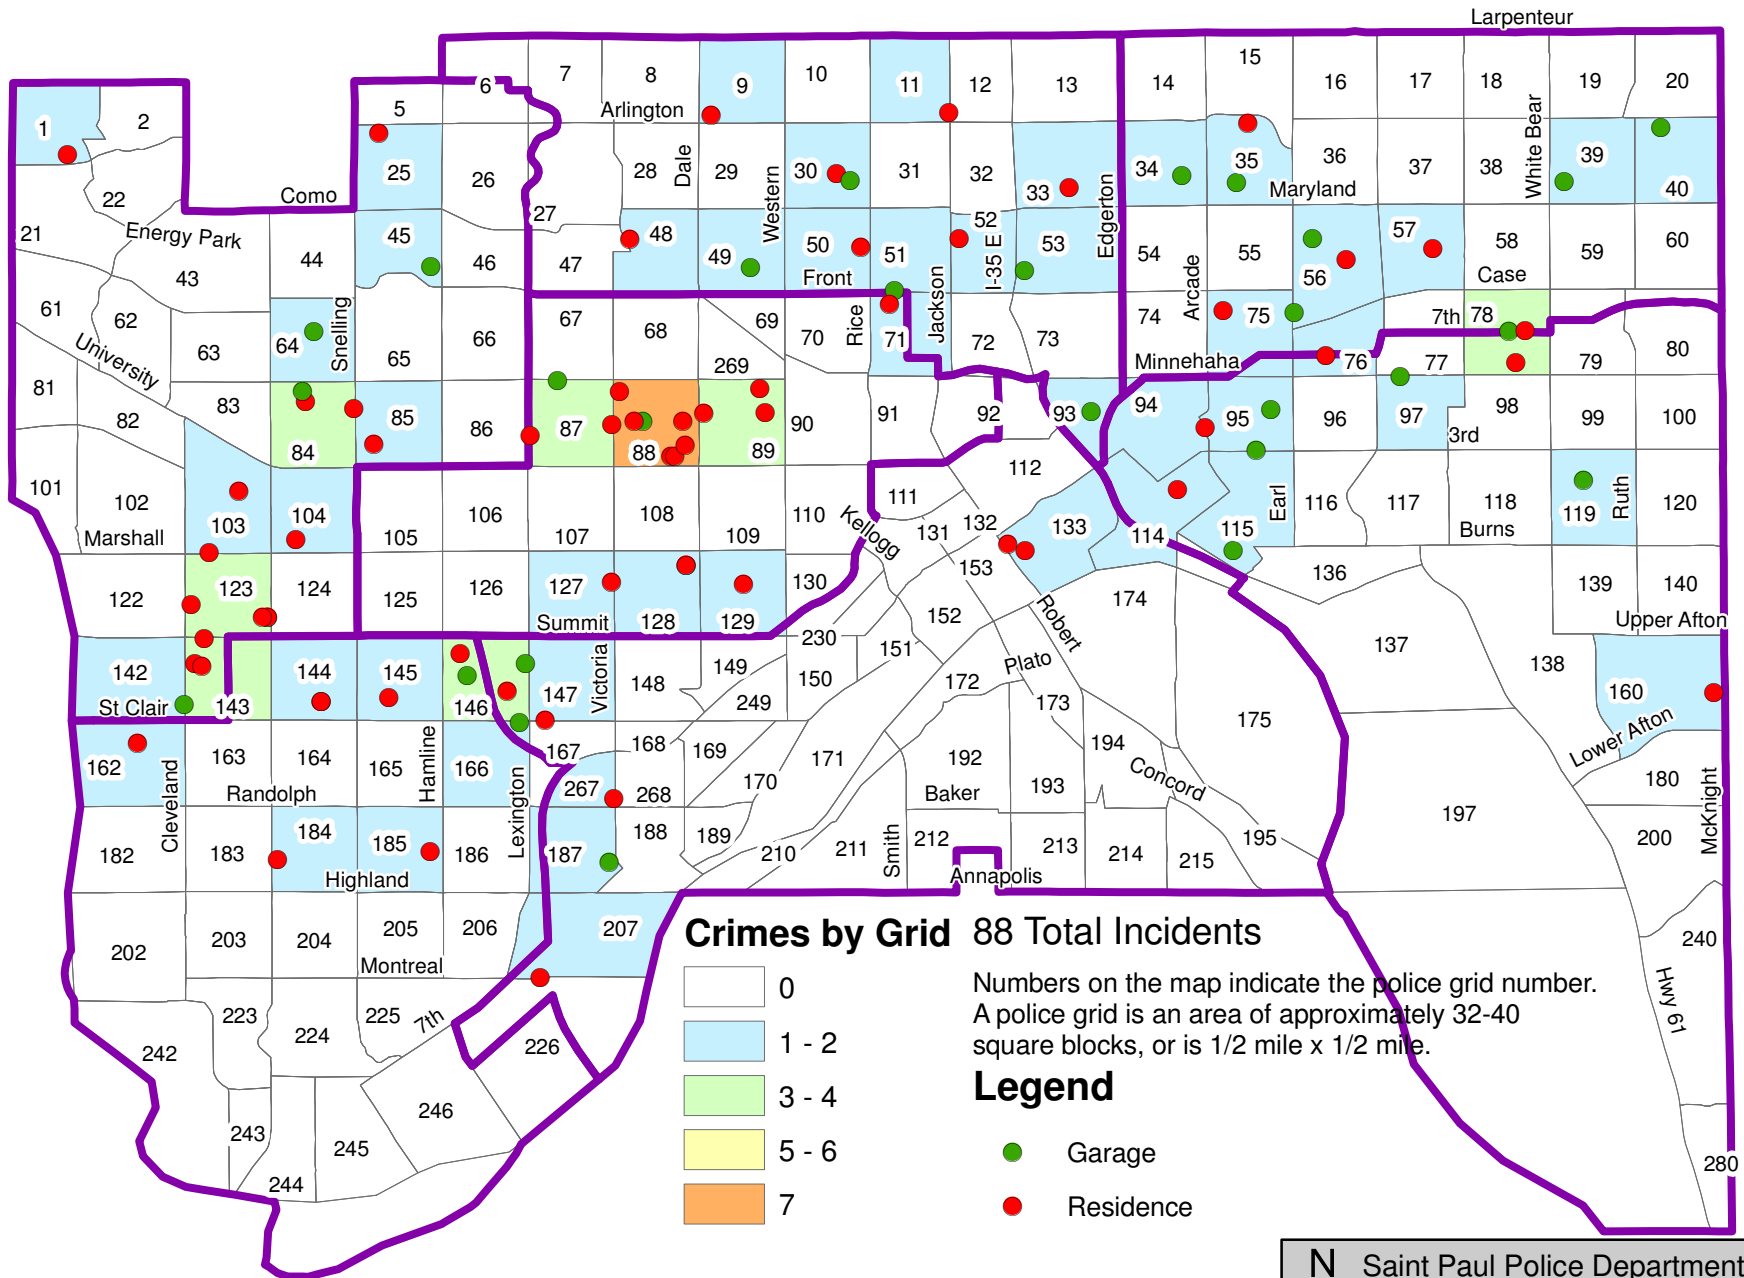 Larpenteur
6 7 8 9 10 11 12 13 14 15 16 17 18 19 20
1 2 5 Arlington
25 26 28 Dale 29 30 31 32 33 34 35 36 37 38 White Bear 39 40
22 Como 27 Western Edgerton Maryland
21 Energy Park 45 48 50 52 53 57
43 44 46 47 49 Front 51 I-35 E 54 55 56 58 59 60
Case
61 62 63 64 Snelling 65 66 67 68 69 70 Rice 71 Jackson 72 73 74 Arcade 75 7th 78
University 269 Minnehaha 76 77 79 80
81 82 83 84 85 86 87 88 89 90 91 92 93 94 95 96 97 98 99 100
3rd
101 102 103 104 105 106 107 108 109 110 111 112 Earl 116 117 118 119 Ruth 120
Marshall Kellogg 131 132 133 114 115 Burns
122 123 124 125 126 127 128 129 130 153 136 139 140
Summit 230 152 Robert 174 Upper Afton
142 143 144 145 146 147 Victoria 148 149 150 151 Plato 137 138
St Clair 249 172 173 175 160
162 Cleveland 163 164 165 Hamline 166 167 168 169 170 171 192 194 Lower Afton
Randolph Lexington 267 268 Baker 193 Concord 180 McKnight
182 183 184 185 186 187 188 189 210 211 Smith 212 213 214 215 195 197 200
Highland Annapolis
202 203 204 205 206 207 240
Montreal
223 224 225 7th 226 Hwy 61
242 243 244 245 246 280
Crimes by Grid
0
1 - 2
3 - 4
5 - 6
7
88 Total Incidents
Numbers on the map indicate the police grid number.
A police grid is an area of approximately 32-40
square blocks, or is 1/2 mile x 1/2 mile.
Legend
Garage
Residence
N Saint Paul Police Department